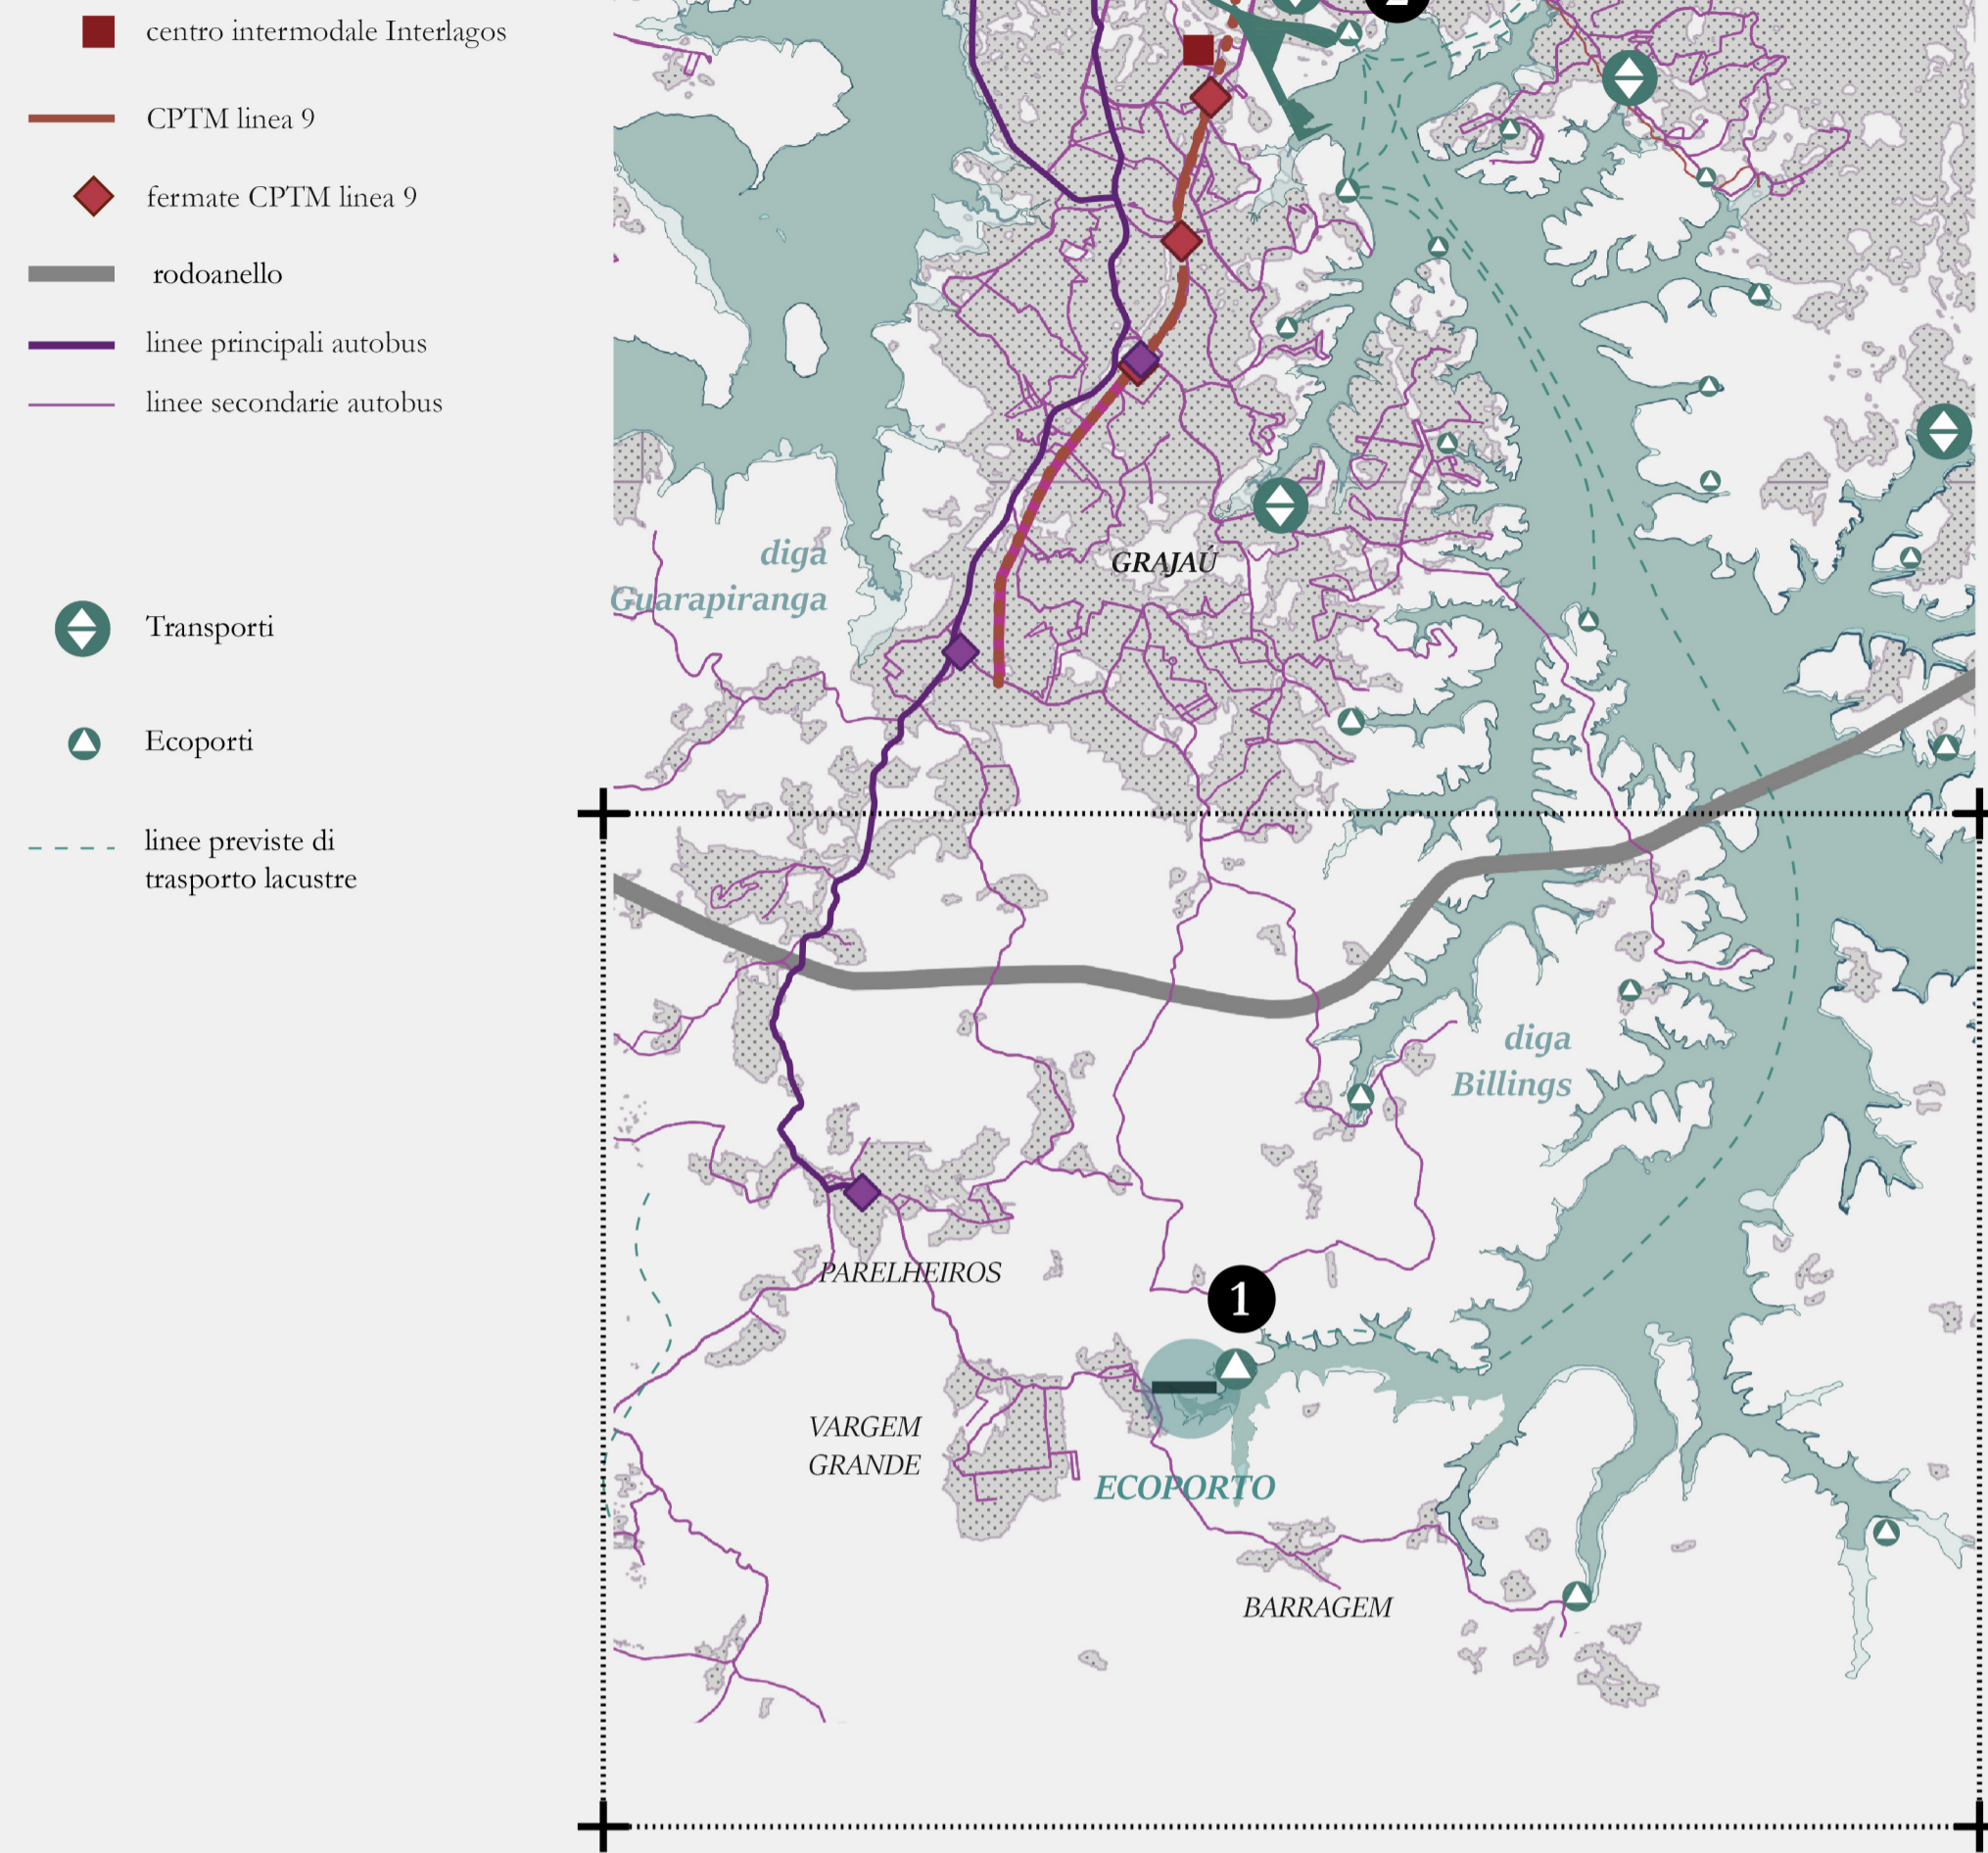 centro intermodale Interlagos
CPTM linea 9
fermate CPTM linea 9
rodoanello
linee principali autobus
linee secondarie autobus
Transporti
Ecoporti
linee previste di
trasporto lacustre
diga
Guarapiranga
GRAJAÚ
diga
Billings
PARELHEIROS
1
VARGEM
GRANDE
ECOPORTO
BARRAGEM